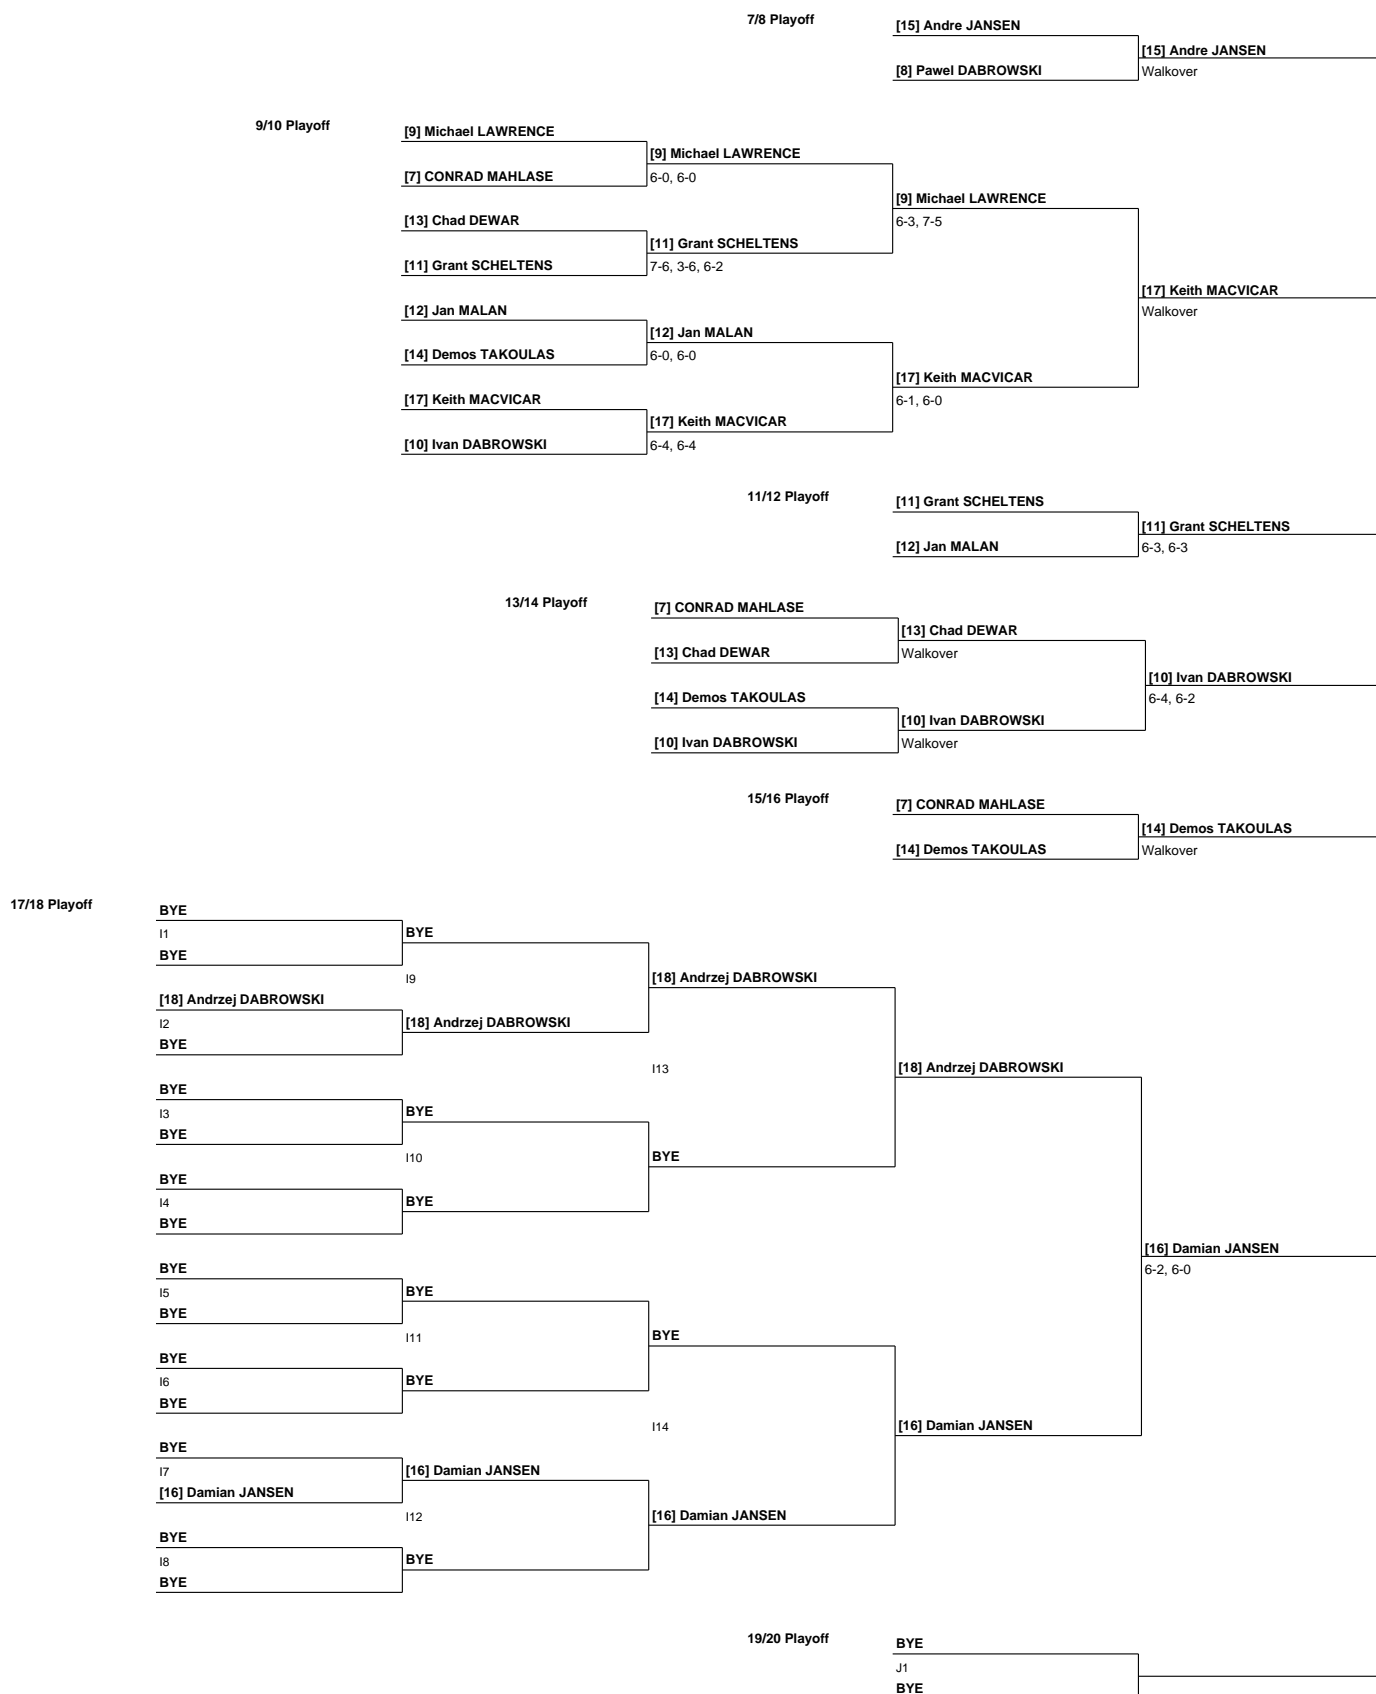 7/8 Playoff
[15] Andre JANSEN
[15] Andre JANSEN
[8] Pawel DABROWSKI
Walkover
9/10 Playoff
[9] Michael LAWRENCE
[9] Michael LAWRENCE
[7] CONRAD MAHLASE
6-0, 6-0
[9] Michael LAWRENCE
[13] Chad DEWAR
6-3, 7-5
[11] Grant SCHELTENS
[11] Grant SCHELTENS
7-6, 3-6, 6-2
[17] Keith MACVICAR
[12] Jan MALAN
Walkover
[12] Jan MALAN
[14] Demos TAKOULAS
6-0, 6-0
[17] Keith MACVICAR
[17] Keith MACVICAR
6-1, 6-0
[17] Keith MACVICAR
[10] Ivan DABROWSKI
6-4, 6-4
11/12 Playoff
[11] Grant SCHELTENS
[11] Grant SCHELTENS
[12] Jan MALAN
6-3, 6-3
13/14 Playoff
[7] CONRAD MAHLASE
[13] Chad DEWAR
[13] Chad DEWAR
Walkover
[10] Ivan DABROWSKI
[14] Demos TAKOULAS
6-4, 6-2
[10] Ivan DABROWSKI
[10] Ivan DABROWSKI
Walkover
15/16 Playoff
[7] CONRAD MAHLASE
[14] Demos TAKOULAS
[14] Demos TAKOULAS
Walkover
17/18 Playoff
BYE
I1
BYE
BYE
I9
[18] Andrzej DABROWSKI
[18] Andrzej DABROWSKI
I2
[18] Andrzej DABROWSKI
BYE
I13
[18] Andrzej DABROWSKI
BYE
I3
BYE
BYE
I10
BYE
BYE
I4
BYE
BYE
[16] Damian JANSEN
6-2, 6-0
BYE
I5
BYE
BYE
I11
BYE
BYE
I6
BYE
BYE
I14
[16] Damian JANSEN
BYE
I7
[16] Damian JANSEN
[16] Damian JANSEN
I12
[16] Damian JANSEN
BYE
I8
BYE
BYE
19/20 Playoff
BYE
J1
BYE